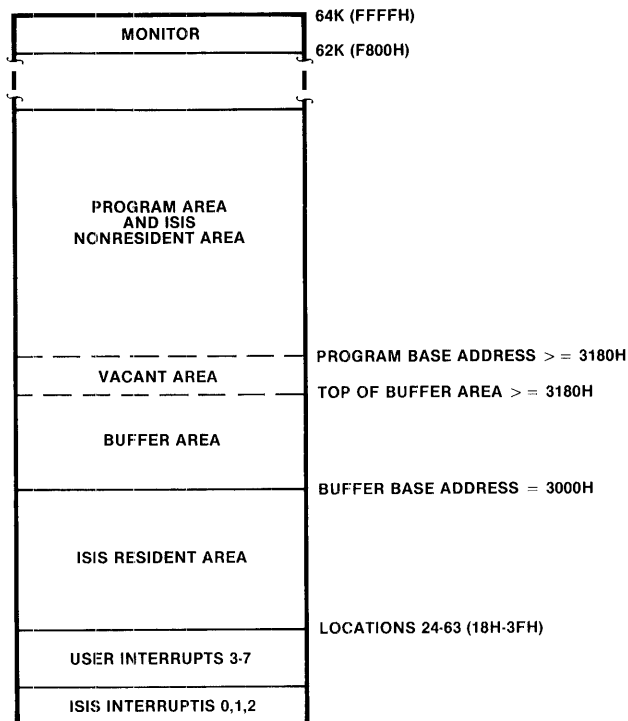 64K (FFFFH)
MONITOR
62K (F800H)
PROGRAM AREA
AND ISIS
NONRESIDENT AREA
PROGRAM BASE ADDRESS > = 3180H
VACANT AREA
TOP OF BUFFER AREA > = 3180H
BUFFER AREA
BUFFER BASE ADDRESS = 3000H
ISIS RESIDENT AREA
LOCATIONS 24-63 (18H-3FH)
USER INTERRUPTS 3-7
ISIS INTERRUPTIS 0,1,2